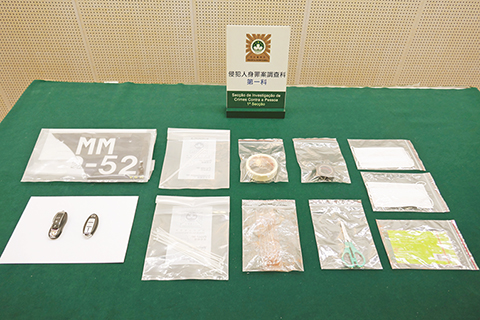 侵犯人身罪案調查科
第一科
Secção de Investigação de
Crimes Contra a Pessoa
1ª Secção
MM
-52